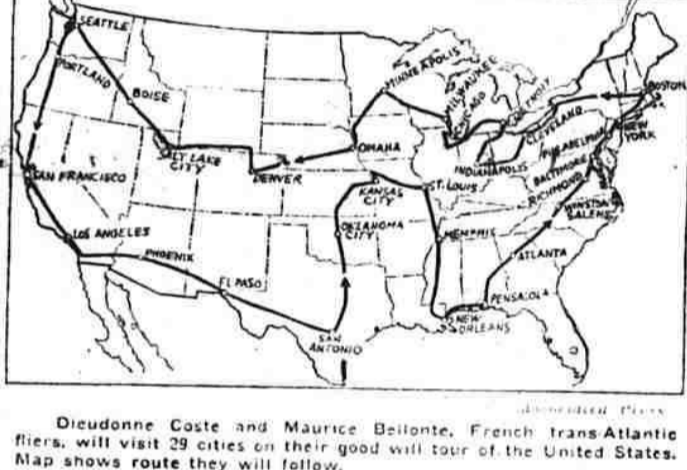 SEATTLE
PORTLAND
BOISE
SALT LAKE
CITY
SAN FRANCISCO
LOS ANGELES
PHOENIX
EL PASO
SAN
ANTONIO
DENVER
OMAHA
MINNEAPOLIS
MILWAUKEE
CHICAGO
DETROIT
CLEVELAND
INDIANAPOLIS
BOSTON
NEW
YORK
PHILADELPHIA
BALTIMORE
RICHMOND
WINSTON
SALEM
KANSAS
CITY
ST. LOUIS
OKLAHOMA
CITY
MEMPHIS
ATLANTA
PENSACOLA
NEW
ORLEANS
Associated Press
Dieudonne Coste and Maurice Bellonte, French trans-Atlantic
fliers, will visit 29 cities on their good will tour of the United States.
Map shows route they will follow.